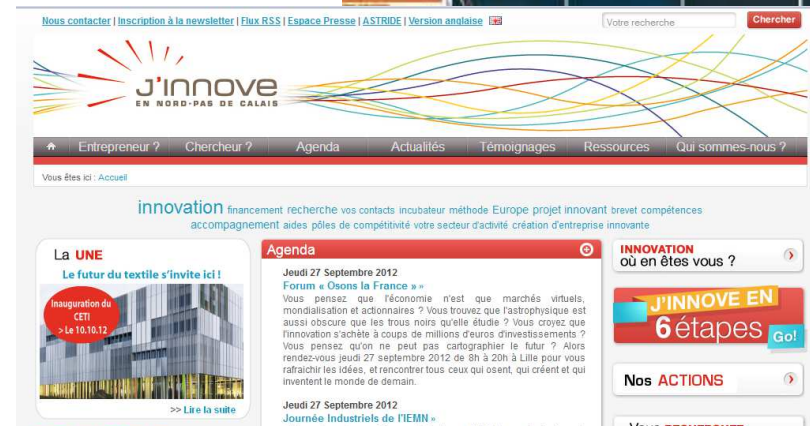 Nous contacter | Inscription à la newsletter | Flux RSS | Espace Presse | ASTRIDE | Version anglaise
Votre recherche
Chercher
J'innove
EN NORD-PAS DE CALAIS
Entrepreneur ? Chercheur ? Agenda Actualités Témoignages Ressources Qui sommes-nous ?
Vous êtes ici : Accueil
innovation financement recherche vos contacts incubateur méthode Europe projet innovant brevet compétences
accompagnement aides pôles de compétitivité votre secteur d'activité création d'entreprise
innovante
La UNE
Le futur du textile s'invite ici !
Inauguration du
CETI
> Le 10.10.12
>> Lire la suite
Agenda
Jeudi 27 Septembre 2012
Forum « Osons la France » »
Vous pensez que l'économie n'est que marchés virtuels,
mondialisation et actionnaires ? Vous trouvez que l'astrophysique est
aussi obscure que les trous noirs qu'elle étudie ? Vous croyez que
l'innovation s'achète à coups de millions d'euros d'investissements ?
Vous pensez qu'on ne peut pas cartographier le futur ? Alors
rendez-vous jeudi 27 septembre 2012 de 8h à 20h à Lille pour vous
rafraichir les idées, et rencontrer tous ceux qui osent, qui créent et qui
inventent le monde de demain.
Jeudi 27 Septembre 2012
Journée Industriels de l'IEMN »
INNOVATION
où en êtes vous ?
J'INNOVE EN
6 étapes
Go!
Nos ACTIONS
Vous RECHERCHEZ